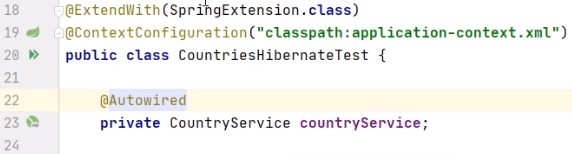 18 @ExtendWith(SpringExtension.class)
19 @ContextConfiguration("classpath:application-context.xml")
20 public class CountriesHibernateTest {
21
22 @Autowired
23 private CountryService countryService;
24